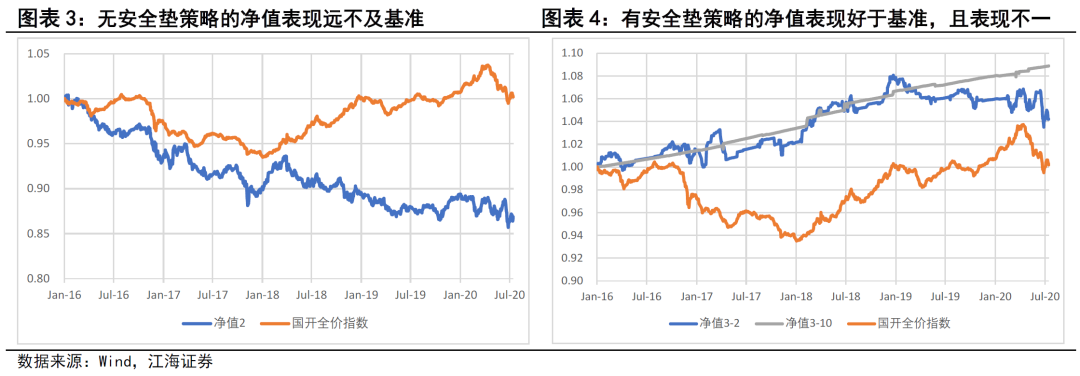 图表 3：无安全垫策略的净值表现远不及基准
1.05
1.00
0.95
0.90
0.85
0.80
Jan-16 Jul-16 Jan-17 Jul-17 Jan-18 Jul-18 Jan-19 Jul-19 Jan-20 Jul-20
净值2 国开全价指数
图表 4：有安全垫策略的净值表现好于基准，且表现不一
1.10
1.08
1.06
1.04
1.02
1.00
0.98
0.96
0.94
0.92
0.90
Jan-16 Jul-16 Jan-17 Jul-17 Jan-18 Jul-18 Jan-19 Jul-19 Jan-20 Jul-20
净值3-2 净值3-10 国开全价指数
数据来源：Wind，江海证券